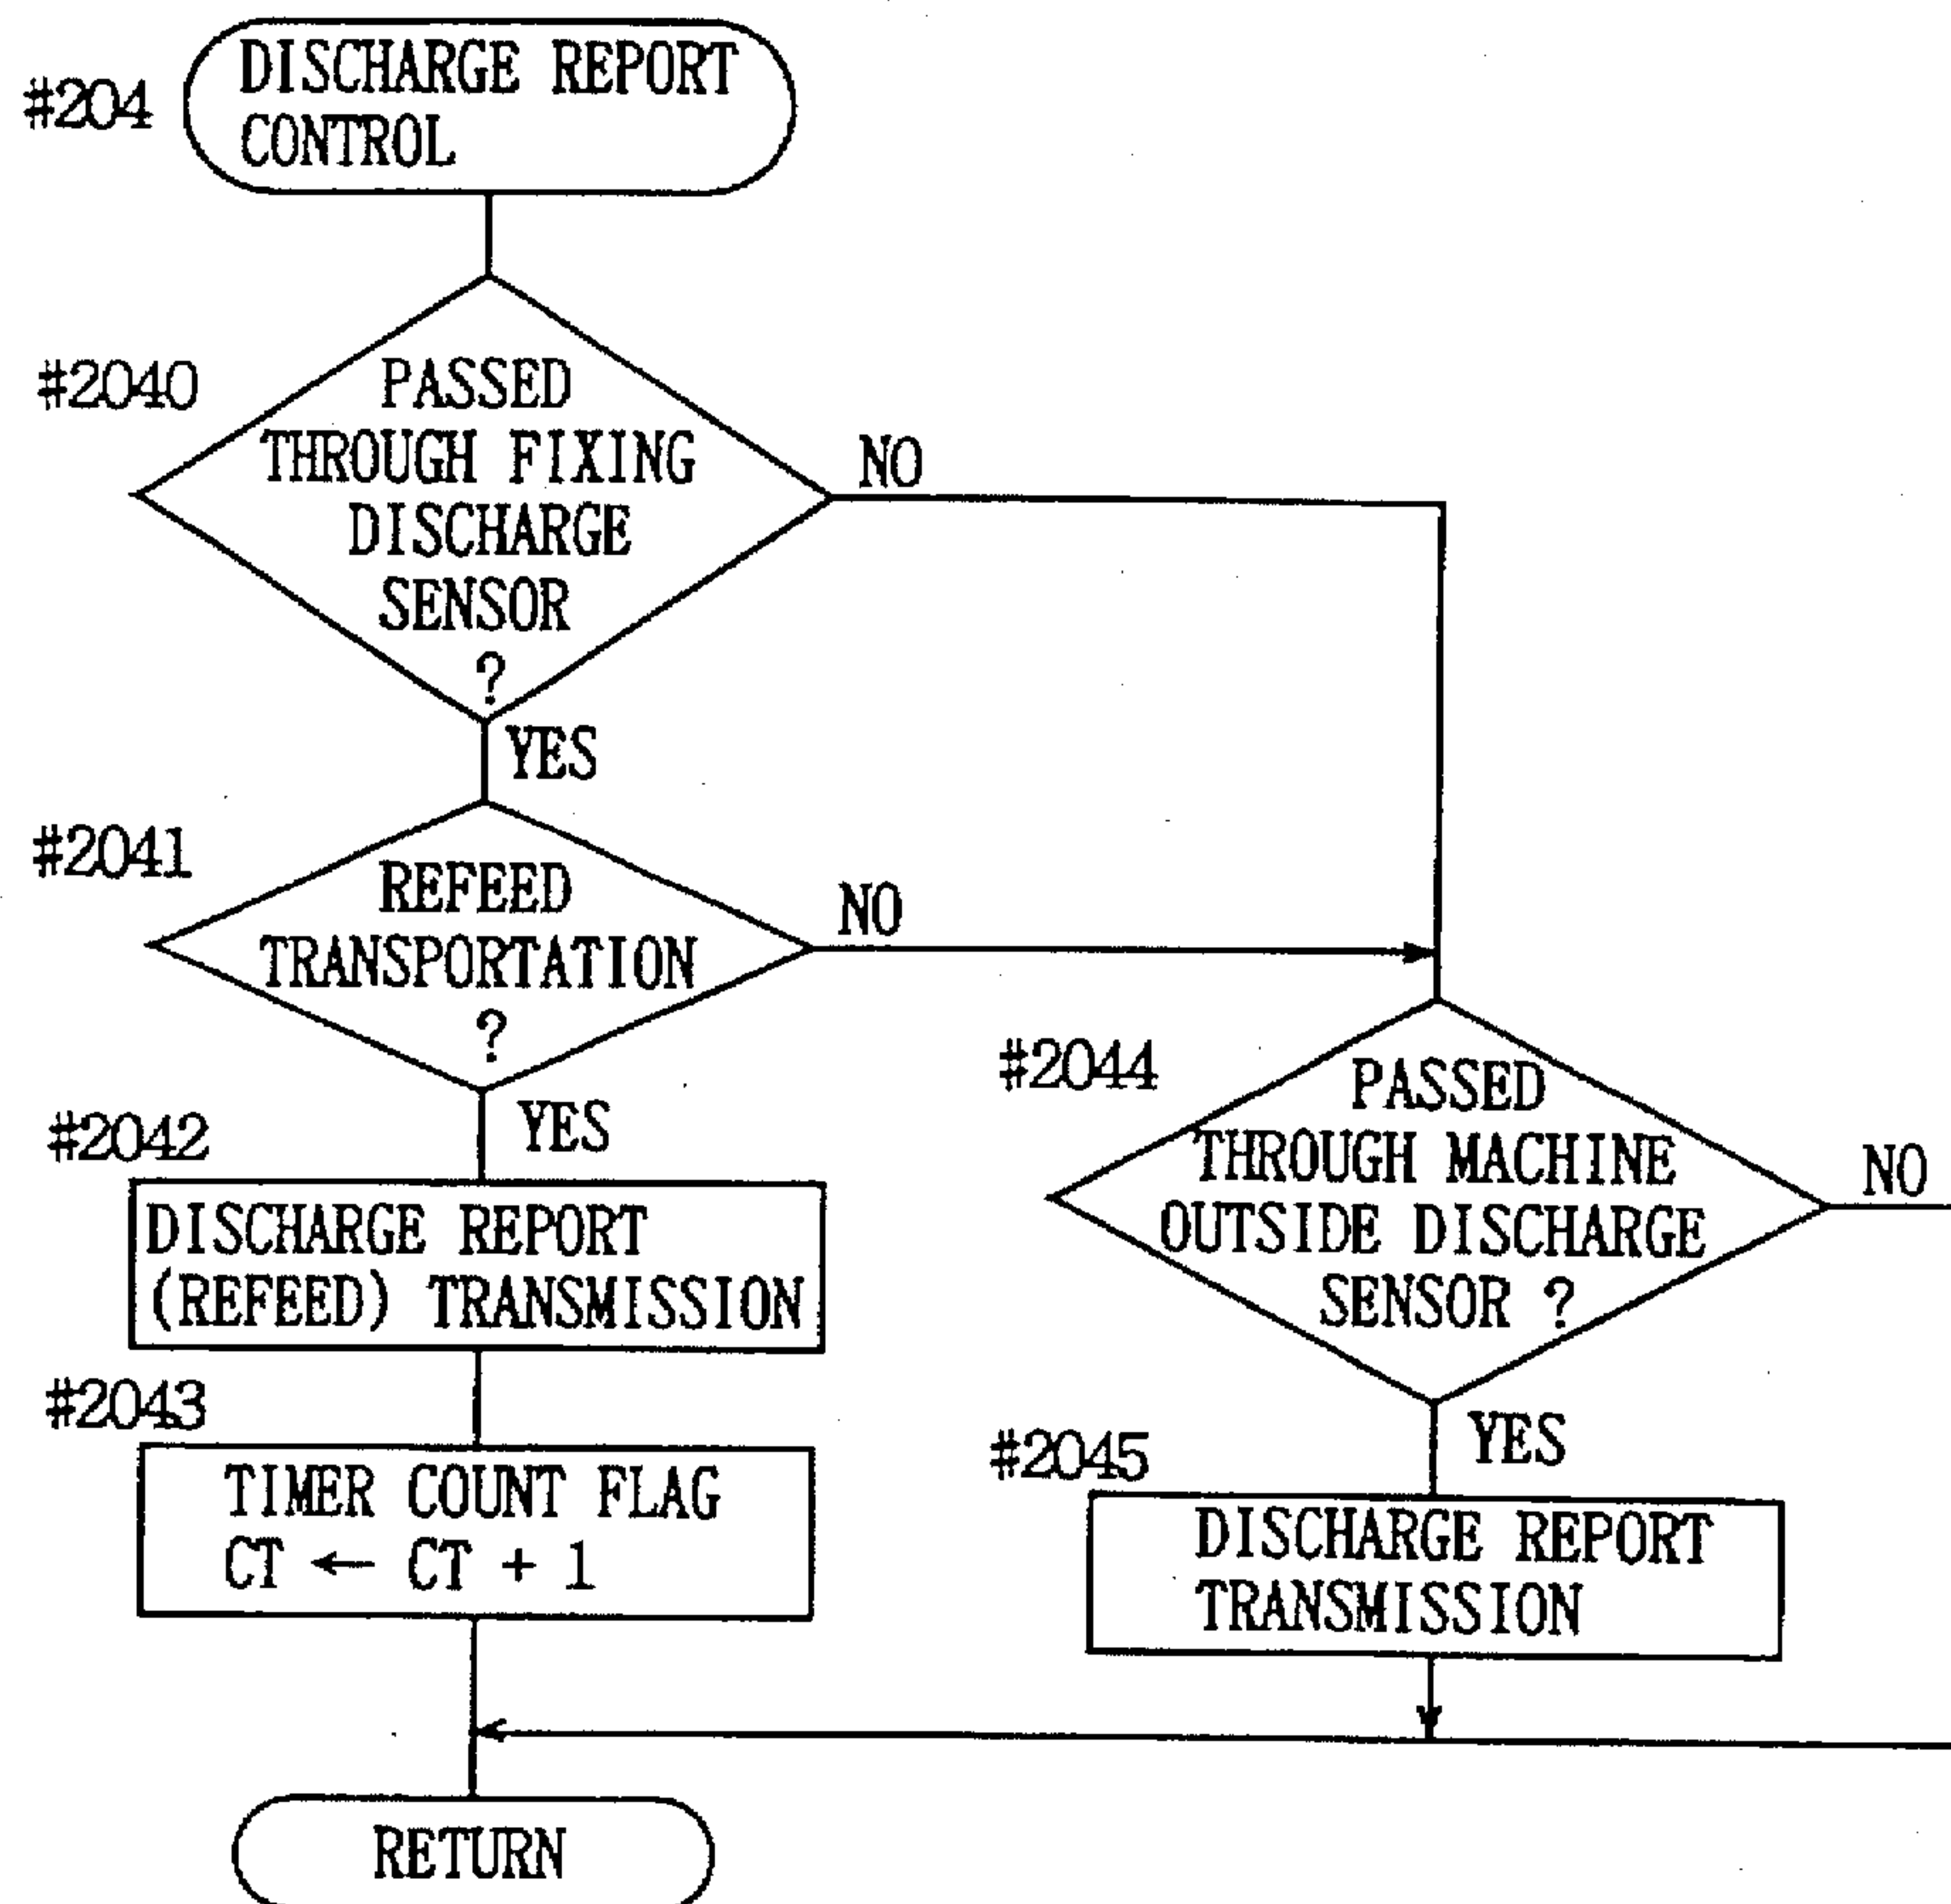 #204
DISCHARGE REPORT
CONTROL
#2040
PASSED
THROUGH FIXING
DISCHARGE
SENSOR
?
NO
YES
#2041
REFEED
TRANSPORTATION
?
NO
YES
#2042
DISCHARGE REPORT
(REFEED) TRANSMISSION
#2043
TIMER COUNT FLAG
CT ← CT + 1
#2044
PASSED
THROUGH MACHINE
OUTSIDE DISCHARGE
SENSOR ?
NO
YES
#2045
DISCHARGE REPORT
TRANSMISSION
RETURN